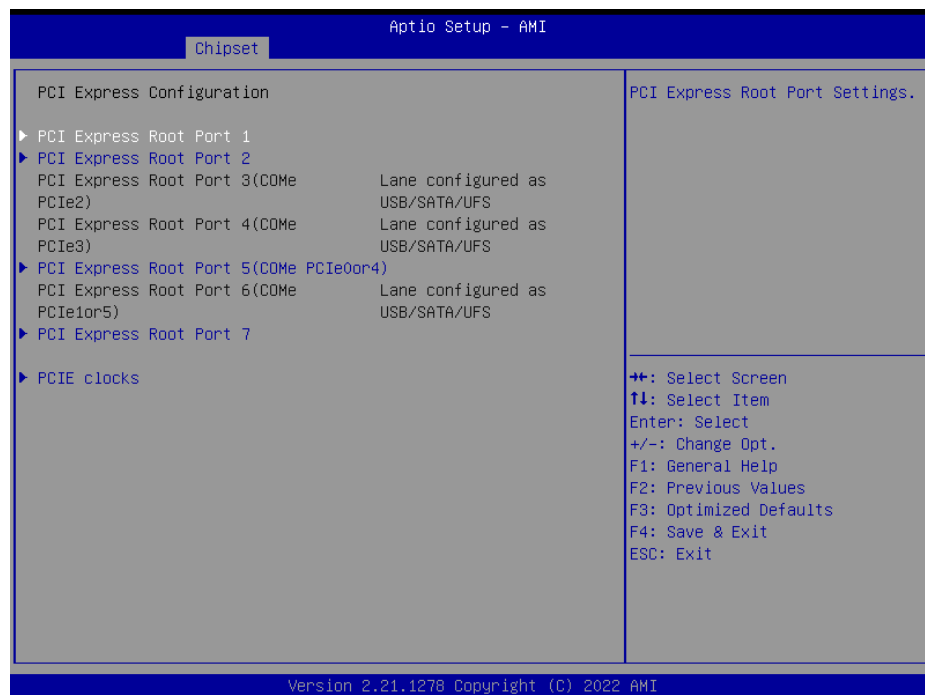 Aptio Setup – AMI
Chipset
PCI Express Configuration
PCI Express Root Port 1
PCI Express Root Port 2
PCI Express Root Port 3(COMe Lane configured as
PCIe2) USB/SATA/UFS
PCI Express Root Port 4(COMe Lane configured as
PCIe3) USB/SATA/UFS
PCI Express Root Port 5(COMe PCIe0or4)
PCI Express Root Port 6(COMe Lane configured as
PCIe1or5) USB/SATA/UFS
PCI Express Root Port 7
PCIE clocks
PCI Express Root Port Settings.
→←: Select Screen
↑↓: Select Item
Enter: Select
+/-: Change Opt.
F1: General Help
F2: Previous Values
F3: Optimized Defaults
F4: Save & Exit
ESC: Exit
Version 2.21.1278 Copyright (C) 2022 AMI